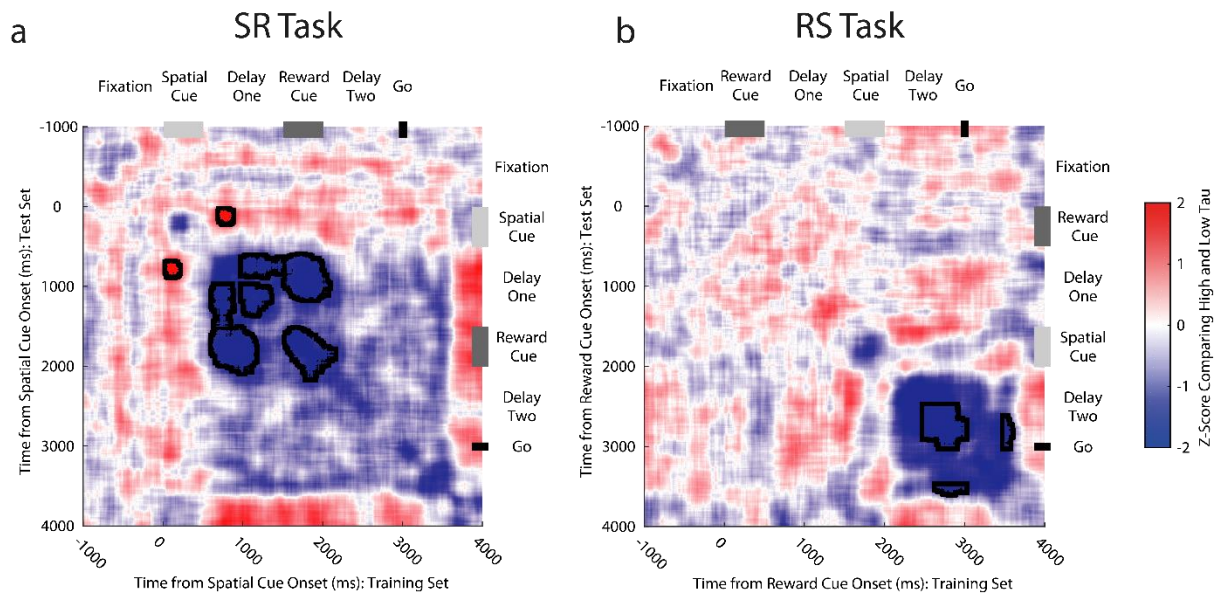 a
SR Task
Fixation
Spatial
Cue
Delay
One
Reward
Cue
Delay
Two
Go
-1000
0
1000
2000
3000
4000
Time from Spatial Cue Onset (ms): Test Set
Fixation
Spatial
Cue
Delay
One
Reward
Cue
Delay
Two
Go
-1000
0
1000
2000
3000
4000
Time from Spatial Cue Onset (ms): Training Set
b
RS Task
Fixation
Reward
Cue
Delay
One
Spatial
Cue
Delay
Two
Go
-1000
0
1000
2000
3000
4000
Time from Reward Cue Onset (ms): Test Set
Fixation
Reward
Cue
Delay
One
Spatial
Cue
Delay
Two
Go
-1000
0
1000
2000
3000
4000
Time from Reward Cue Onset (ms): Training Set
2
1
0
-1
-2
Z-Score Comparing High and Low Tau